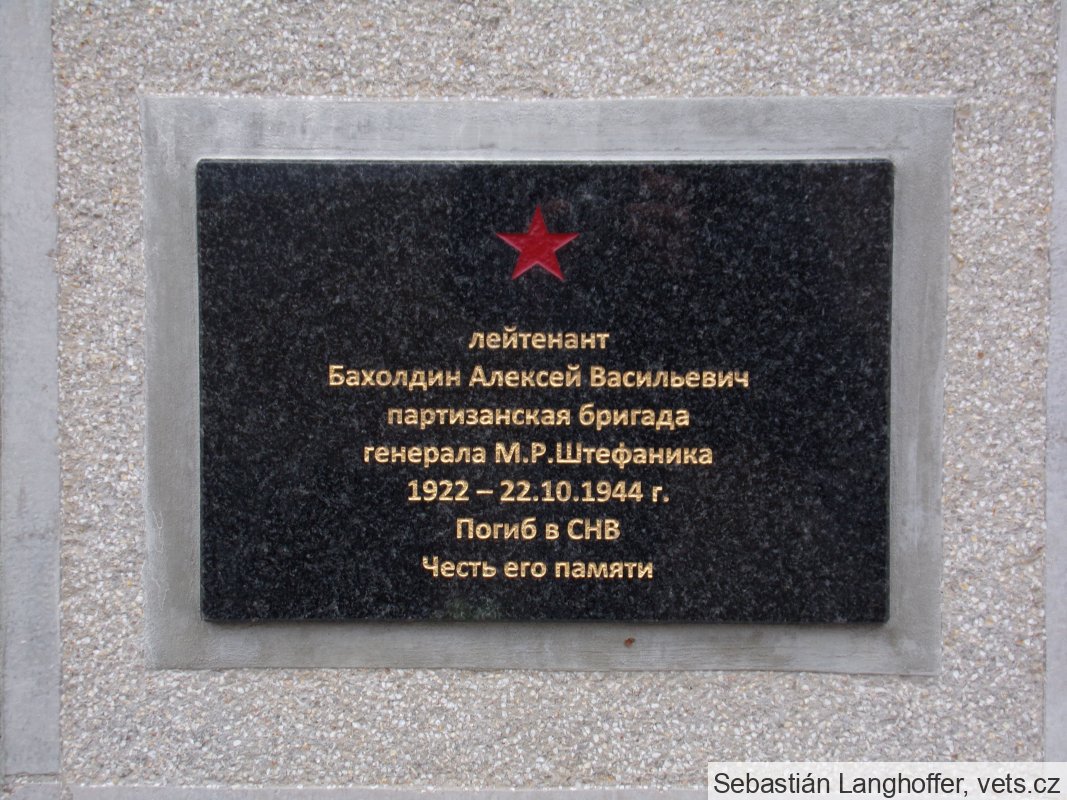 лейтенант
Бахолдин Алексей Васильевич
партизанская бригада
генерала М.Р.Штефаника
1922 – 22.10.1944 г.
Погиб в СНВ
Честь его памяти
Sebastián Langhoffer, vets.cz